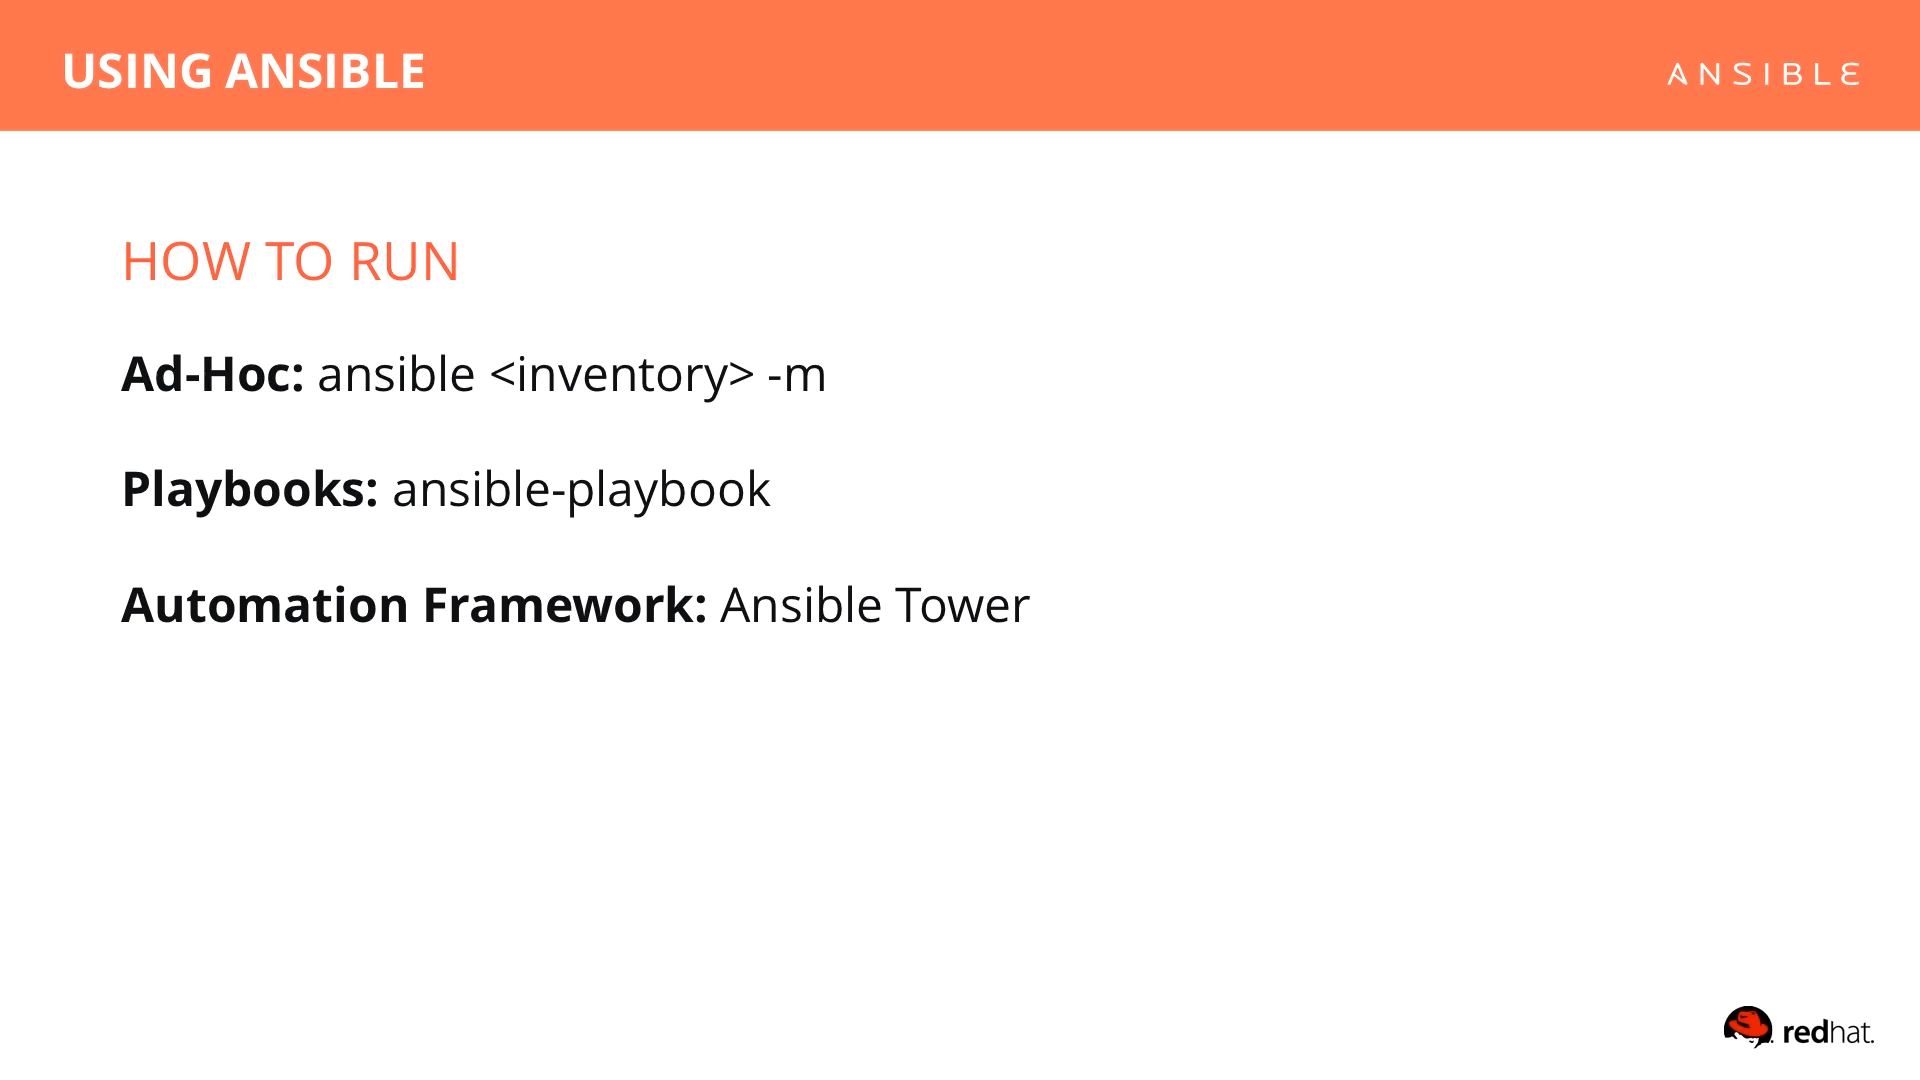 USING ANSIBLE
ANSIBLE
HOW TO RUN
Ad-Hoc: ansible <inventory> -m
Playbooks: ansible-playbook
Automation Framework: Ansible Tower
redhat.